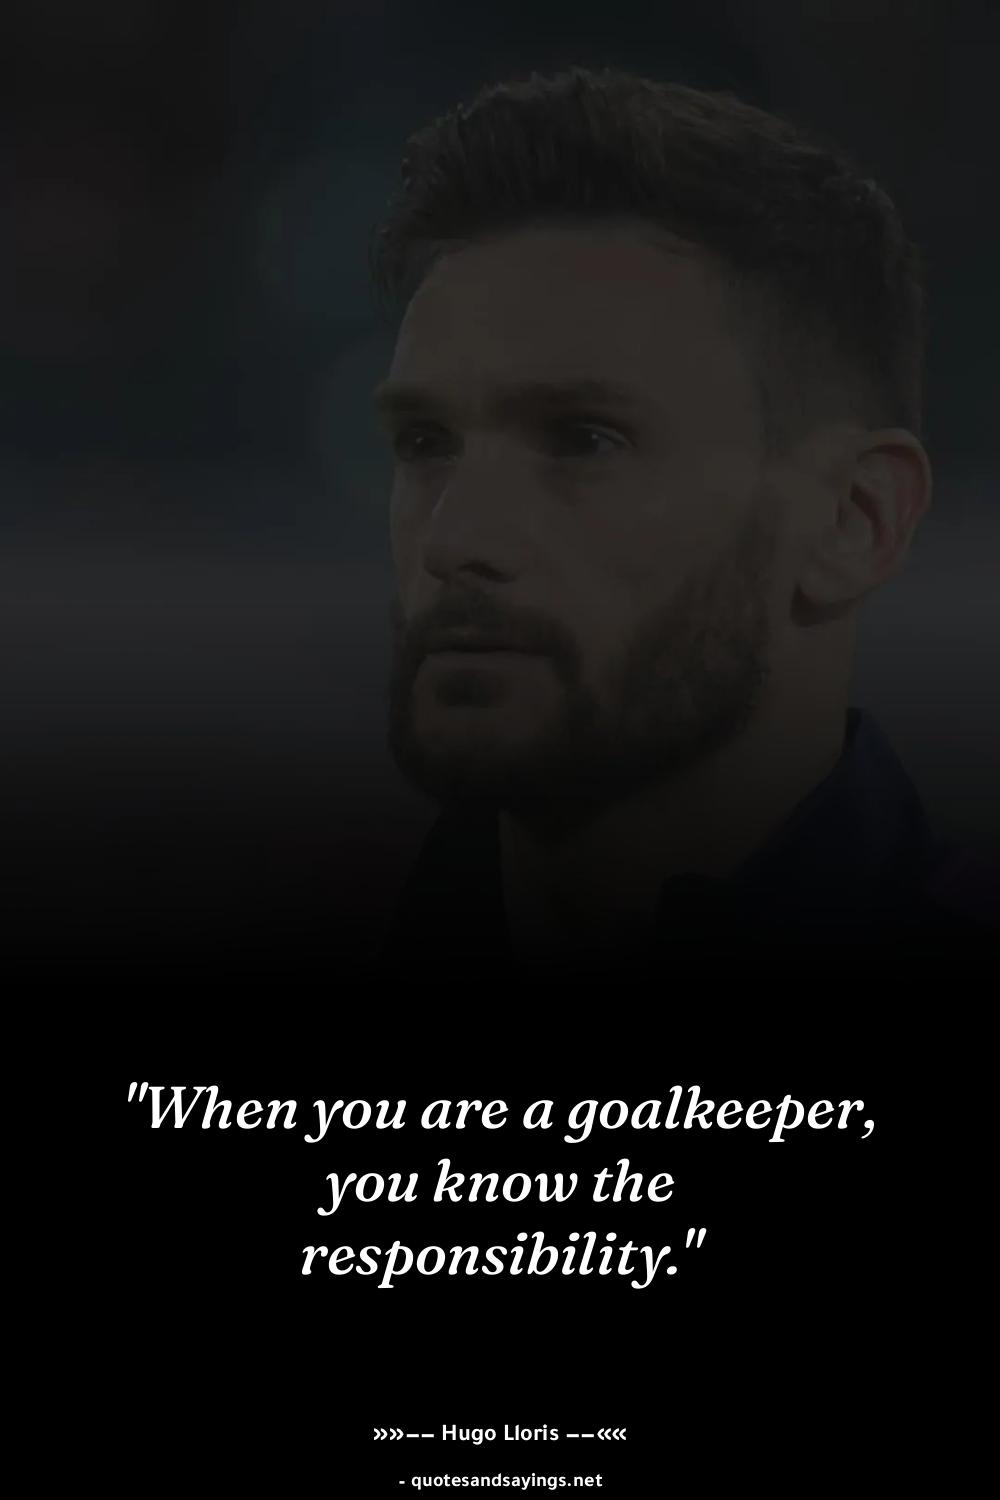 "When you are a goalkeeper,
you know the
responsibility."
»»–– Hugo Lloris ––««
- quotesandsayings.net